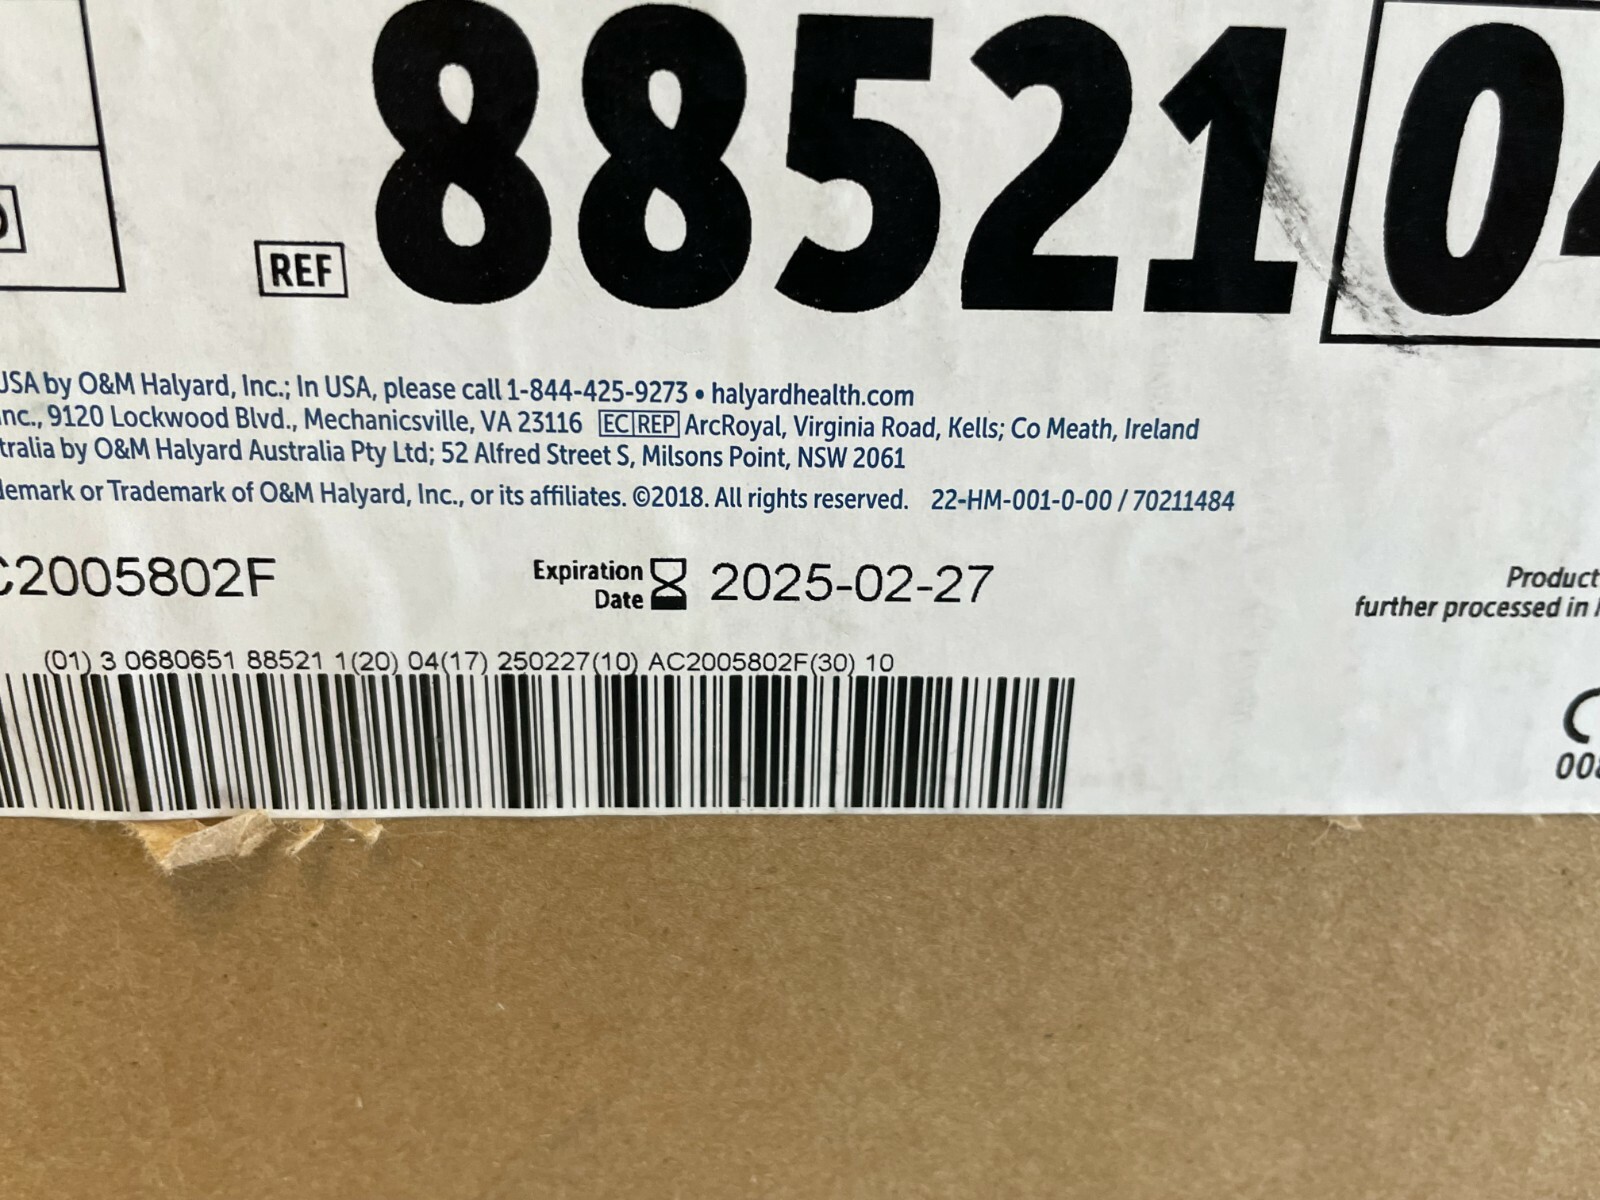 REF 88521 04
USA by O&M Halyard, Inc.; In USA, please call 1-844-425-9273 • halyardhealth.com
Inc., 9120 Lockwood Blvd., Mechanicsville, VA 23116 EC REP ArcRoyal, Virginia Road, Kells; Co Meath, Ireland
tralia by O&M Halyard Australia Pty Ltd; 52 Alfred Street S, Milsons Point, NSW 2061
demark or Trademark of O&M Halyard, Inc., or its affiliates. ©2018. All rights reserved. 22-HM-001-0-00 / 70211484
C2005802F
Expiration
Date
2025-02-27
Product
further processed in
(01) 3 0680651 88521 1(20) 04(17) 250227(10) AC2005802F(30) 10